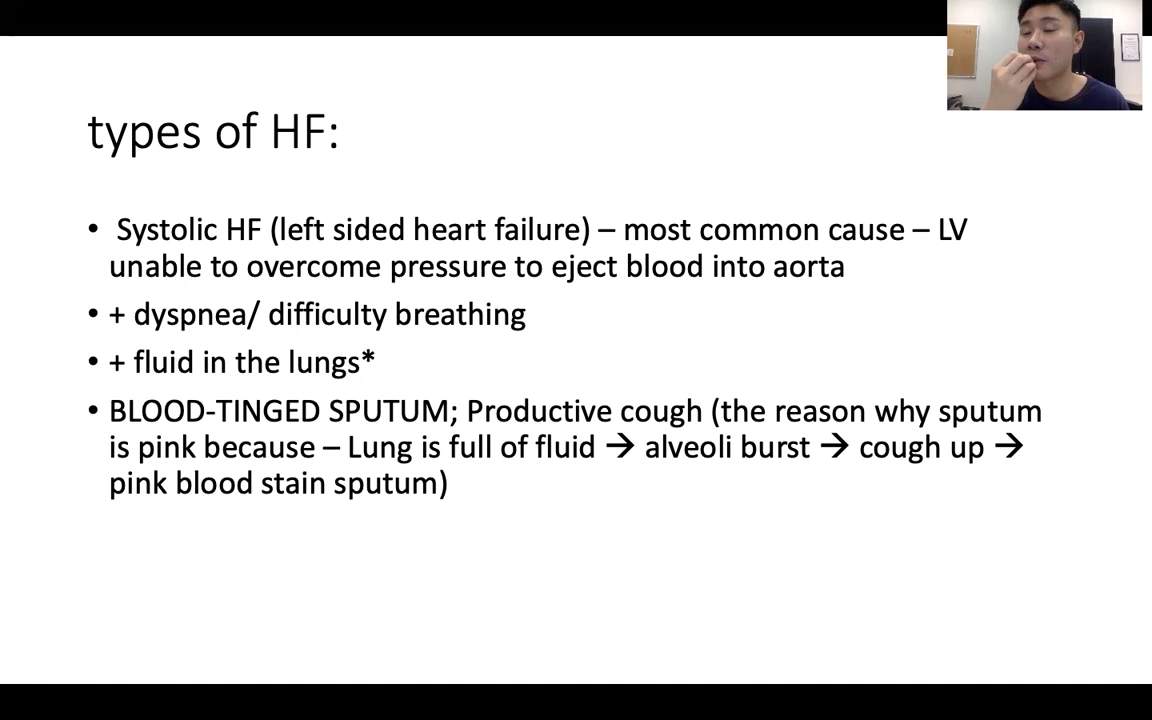 types of HF:
• Systolic HF (left sided heart failure) – most common cause – LV
unable to overcome pressure to eject blood into aorta
• + dyspnea/ difficulty breathing
• + fluid in the lungs*
• BLOOD-TINGED SPUTUM; Productive cough (the reason why sputum
is pink because – Lung is full of fluid → alveoli burst → cough up →
pink blood stain sputum)